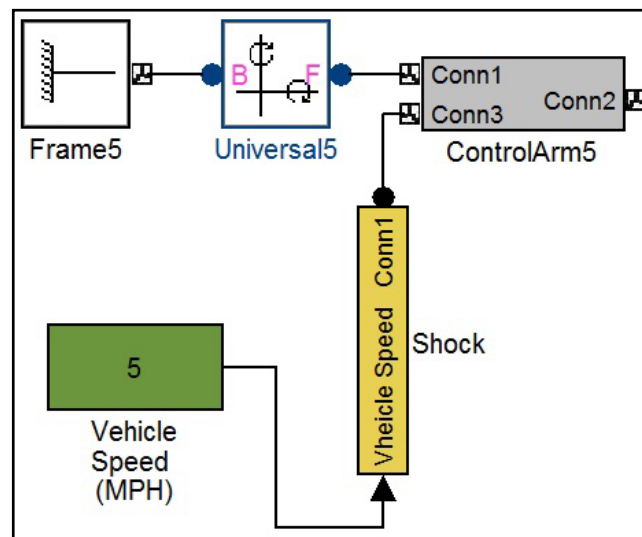 B
F
Conn1
Conn3
Conn2
Frame5
Universal5
ControlArm5
Vheicle Speed Conn1
Shock
5
Vehicle
Speed
(MPH)